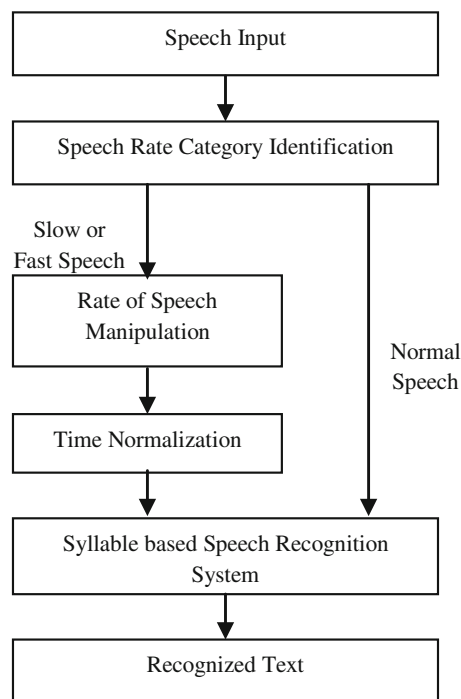 Speech Input
Speech Rate Category Identification
Slow or
Fast Speech
Rate of Speech
Manipulation
Normal
Speech
Time Normalization
Syllable based Speech Recognition
System
Recognized Text